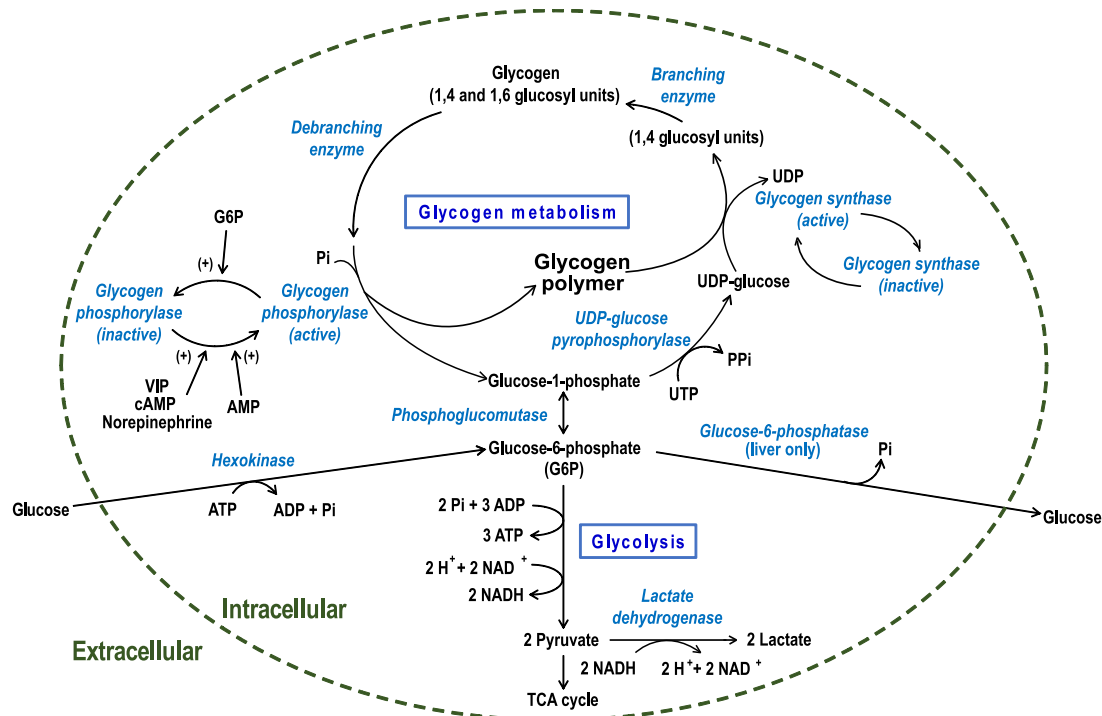 Glycogen
(1,4 and 1,6 glucosyl units)
Branching
enzyme
Debranching
enzyme
(1,4 glucosyl units)
UDP
Glycogen metabolism
Glycogen synthase
(active)
Glycogen synthase
(inactive)
G6P
(+)
Pi
Glycogen
polymer
UDP-glucose
Glycogen
phosphorylase
(inactive)
Glycogen
phosphorylase
(active)
(+)
(+)
VIP
cAMP
Norepinephrine
AMP
UDP-glucose
pyrophosphorylase
PPi
UTP
Glucose-1-phosphate
Phosphoglucomutase
Glucose-6-phosphate
(G6P)
Glucose-6-phosphatase
(liver only)
Pi
Hexokinase
Glucose
ATP
ADP + Pi
Glucose
2 Pi + 3 ADP
3 ATP
Glycolysis
2 H+ + 2 NAD +
2 NADH
Intracellular
Extracellular
Lactate
dehydrogenase
2 Pyruvate
2 Lactate
2 NADH
2 H+ + 2 NAD +
TCA cycle